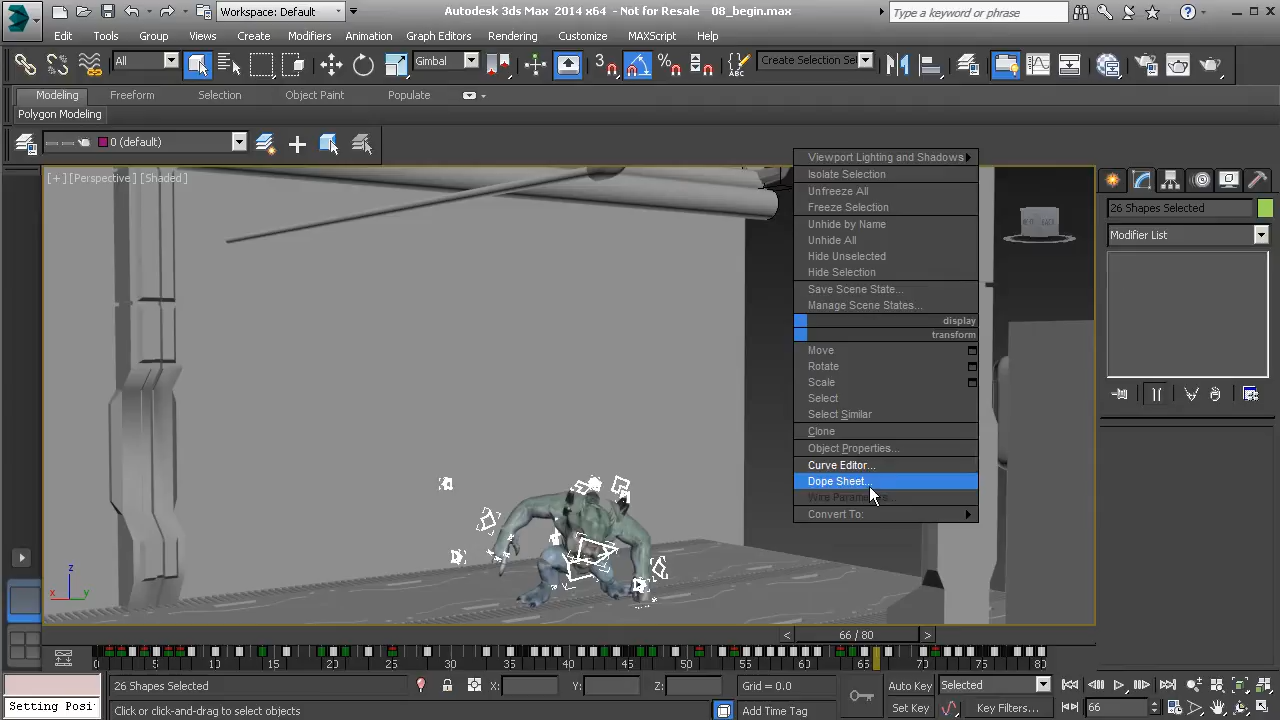 Workspace: Default
Autodesk 3ds Max 2014 x64 - Not for Resale 08_begin.max
Type a keyword or phrase
Edit Tools Group Views Create Modifiers Animation Graph Editors Rendering Customize MAXScript Help
All
Gimbal
3
Create Selection Se
Modeling Freeform Selection Object Paint Populate
Polygon Modeling
0 (default)
[+] [Perspective] [Shaded]
Viewport Lighting and Shadows
Isolate Selection
Unfreeze All
Freeze Selection
Unhide by Name
Unhide All
Hide Unselected
Hide Selection
Save Scene State...
Manage Scene States...
display
transform
Move
Rotate
Scale
Select
Select Similar
Clone
Object Properties...
Curve Editor...
Dope Sheet...
Convert To:
26 Shapes Selected
Modifier List
z
x y
< 66 / 80 >
0 5 10 15 20 25 30 35 40 45 50 55 60 65 70 75 80
26 Shapes Selected
X: Y: Z:
Grid = 0.0
Auto Key Selected
Setting Posi
Click or click-and-drag to select objects
Add Time Tag
Set Key Key Filters... 66